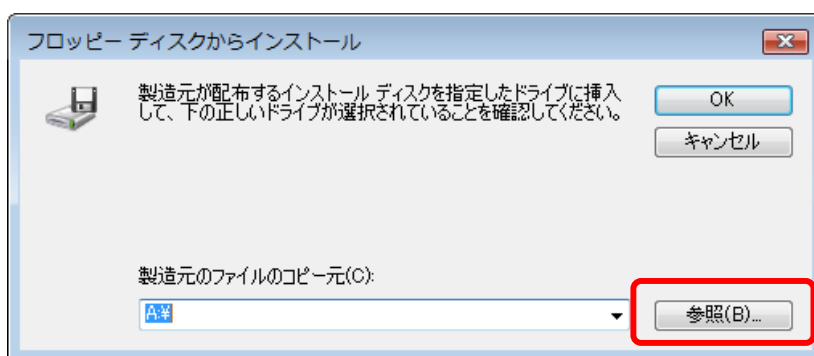 フロッピー ディスクからインストール
製造元が配布するインストール ディスクを指定したドライブに挿入
して、下の正しいドライブが選択されていることを確認してください。
OK
キャンセル
製造元のファイルのコピー元(C):
A:¥
参照(B)...